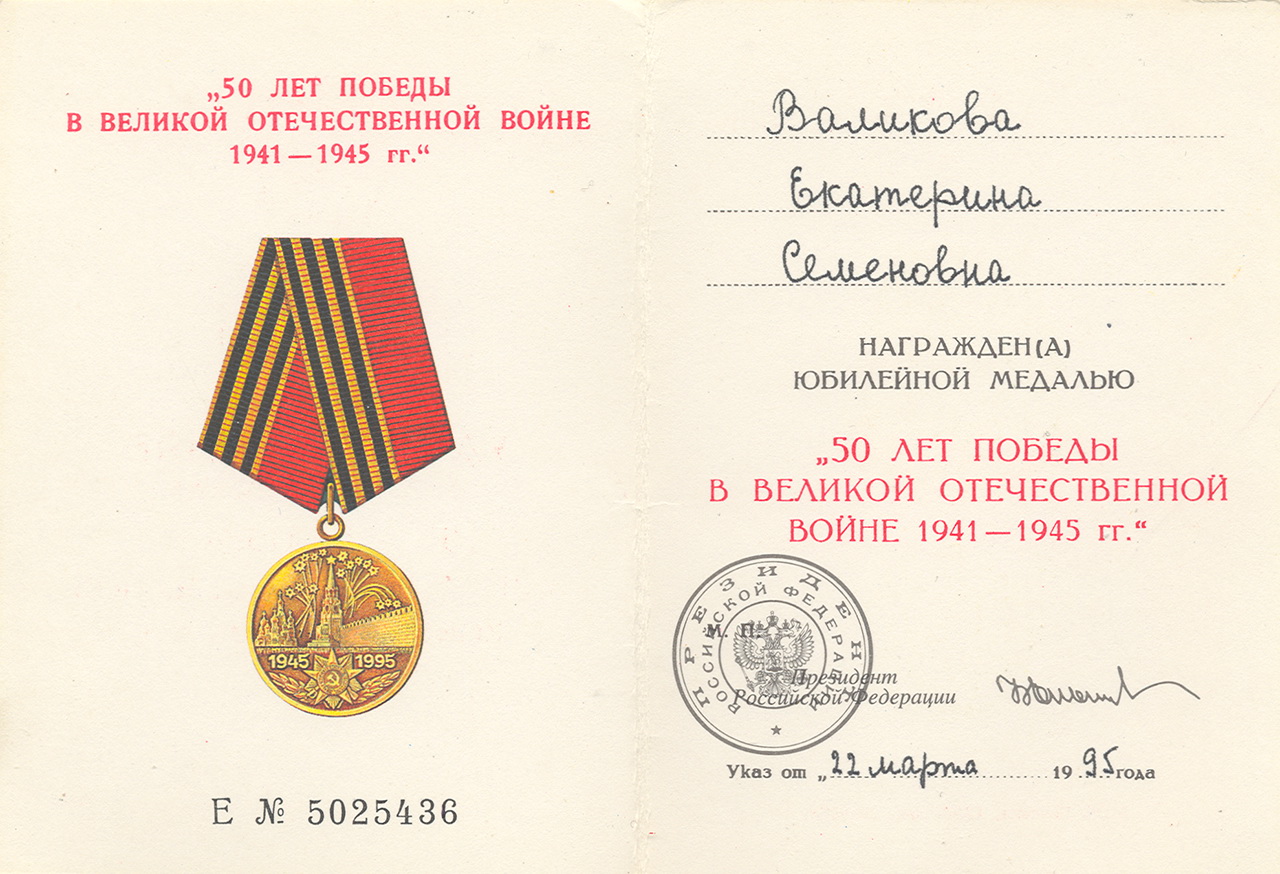 „50 ЛЕТ ПОБЕДЫ
В ВЕЛИКОЙ ОТЕЧЕСТВЕННОЙ ВОЙНЕ
1941—1945 гг.“
1945 1995
Е № 5025436
Валикова
Екатерина
Семеновна
НАГРАЖДЕН(А)
ЮБИЛЕЙНОЙ МЕДАЛЬЮ
„50 ЛЕТ ПОБЕДЫ
В ВЕЛИКОЙ ОТЕЧЕСТВЕННОЙ
ВОЙНЕ 1941—1945 гг.“
ПРЕЗИДЕНТ
РОССИЙСКОЙ ФЕДЕРАЦИИ
М. П.
Президент
Российской Федерации
Указ от „22 марта 1995 года